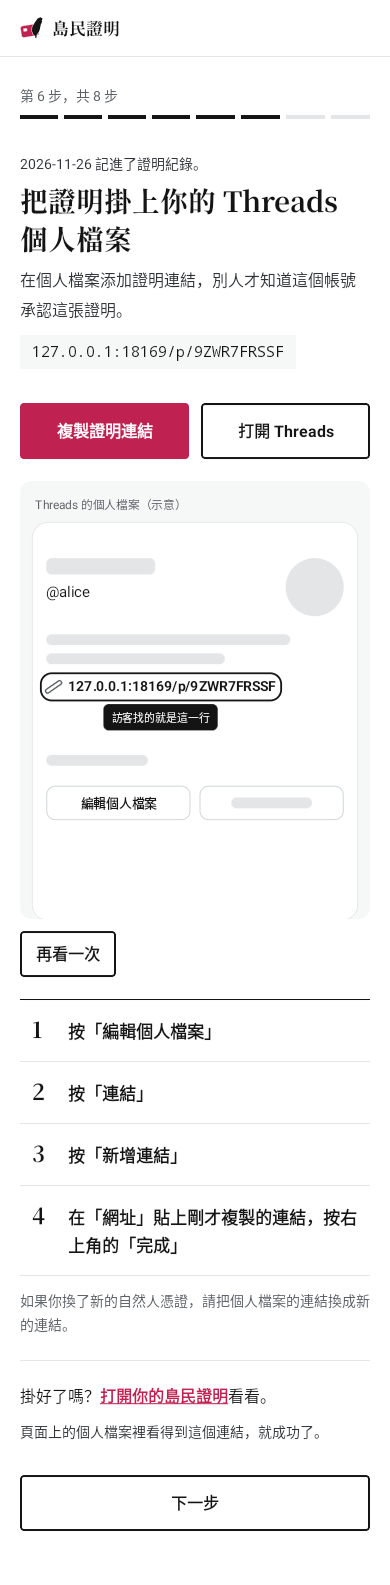 島民證明
第 6 步，共 8 步
2026-11-26 記進了證明紀錄。
把證明掛上你的 Threads
個人檔案
在個人檔案添加證明連結，別人才知道這個帳號
承認這張證明。
127.0.0.1:18169/p/9ZWR7FRSSF
複製證明連結
打開 Threads
Threads 的個人檔案（示意）
@alice
127.0.0.1:18169/p/9ZWR7FRSSF
訪客找的就是這一行
編輯個人檔案
再看一次
1 按「編輯個人檔案」
2 按「連結」
3 按「新增連結」
4 在「網址」貼上剛才複製的連結，按右
上角的「完成」
如果你換了新的自然人憑證，請把個人檔案的連結換成新
的連結。
掛好了嗎？打開你的島民證明看看。
頁面上的個人檔案裡看得到這個連結，就成功了。
下一步